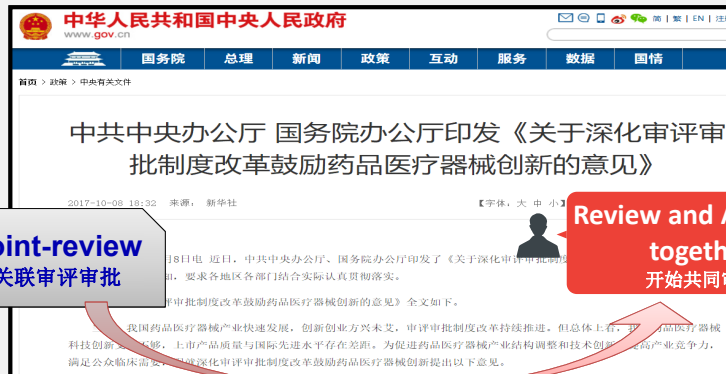 中华人民共和国中央人民政府
www.gov.cn
简 | 繁 | EN | 注
国务院 总理 新闻 政策 互动 服务 数据 国情
首页 > 政策 > 中央有关文件
中共中央办公厅 国务院办公厅印发《关于深化审评审
批制度改革鼓励药品医疗器械创新的意见》
2017-10-08 18:32 来源: 新华社
【字体: 大 中 小】
Review and A
togeth
开始共同审
oint-review
关联审评审批
月8日电 近日,中共中央办公厅、国务院办公厅印发了《关于深化审评审批制度
知,要求各地区各部门结合实际认真贯彻落实。
评审批制度改革鼓励药品医疗器械创新的意见》全文如下。
我国药品医疗器械产业快速发展,创新创业方兴未艾,审评审批制度改革持续推进。但总体上看,我 药品医疗器械
科技创新 不够,上市产品质量与国际先进水平存在差距。为促进药品医疗器械产业结构调整和技术创新 高产业竞争力,
满足公众临床需要 就深化审评审批制度改革鼓励药品医疗器械创新提出以下意见。